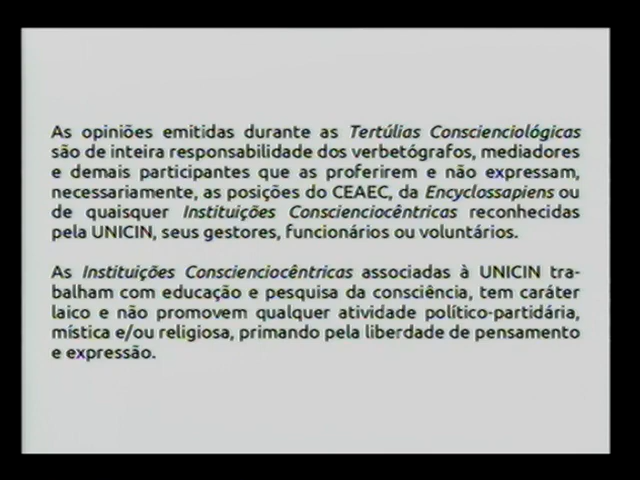 As opiniões emitidas durante as Tertúlias Conscienciológicas
são de inteira responsabilidade dos verbetógrafos, mediadores
e demais participantes que as proferirem e não expressam,
necessariamente, as posições do CEAEC, da Encyclossapiens ou
de quaisquer Instituições Conscienciocêntricas reconhecidas
pela UNICIN, seus gestores, funcionários ou voluntários.
As Instituições Conscienciocêntricas associadas à UNICIN tra-
balham com educação e pesquisa da consciência, tem caráter
laico e não promovem qualquer atividade político-partidária,
mística e/ou religiosa, primando pela liberdade de pensamento
e expressão.